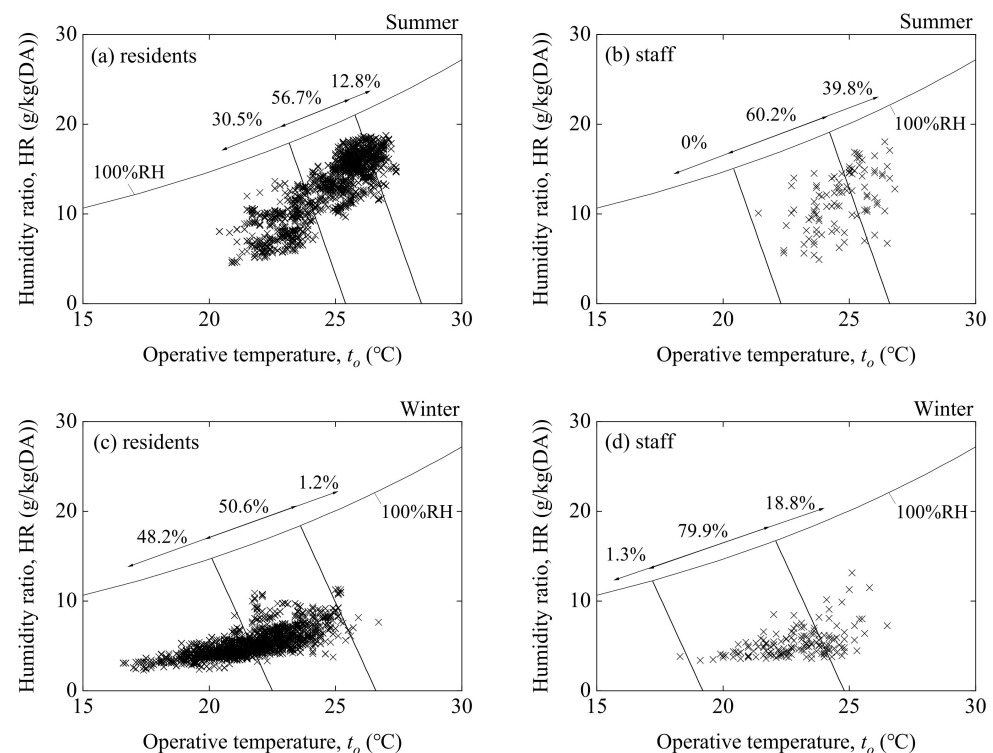 Summer
Summer
30
20
10
0
(a) residents
12.8%
56.7%
30.5%
100%RH
15
20
25
30
Humidity ratio, HR (g/kg(DA))
Operative temperature, tₒ (℃)
30
20
10
0
(b) staff
39.8%
60.2%
0%
100%RH
15
20
25
30
Humidity ratio, HR (g/kg(DA))
Operative temperature, tₒ (℃)
Winter
Winter
30
20
10
0
(c) residents
1.2%
50.6%
48.2%
100%RH
15
20
25
30
Humidity ratio, HR (g/kg(DA))
Operative temperature, tₒ (℃)
30
20
10
0
(d) staff
18.8%
79.9%
1.3%
100%RH
15
20
25
30
Humidity ratio, HR (g/kg(DA))
Operative temperature, tₒ (℃)